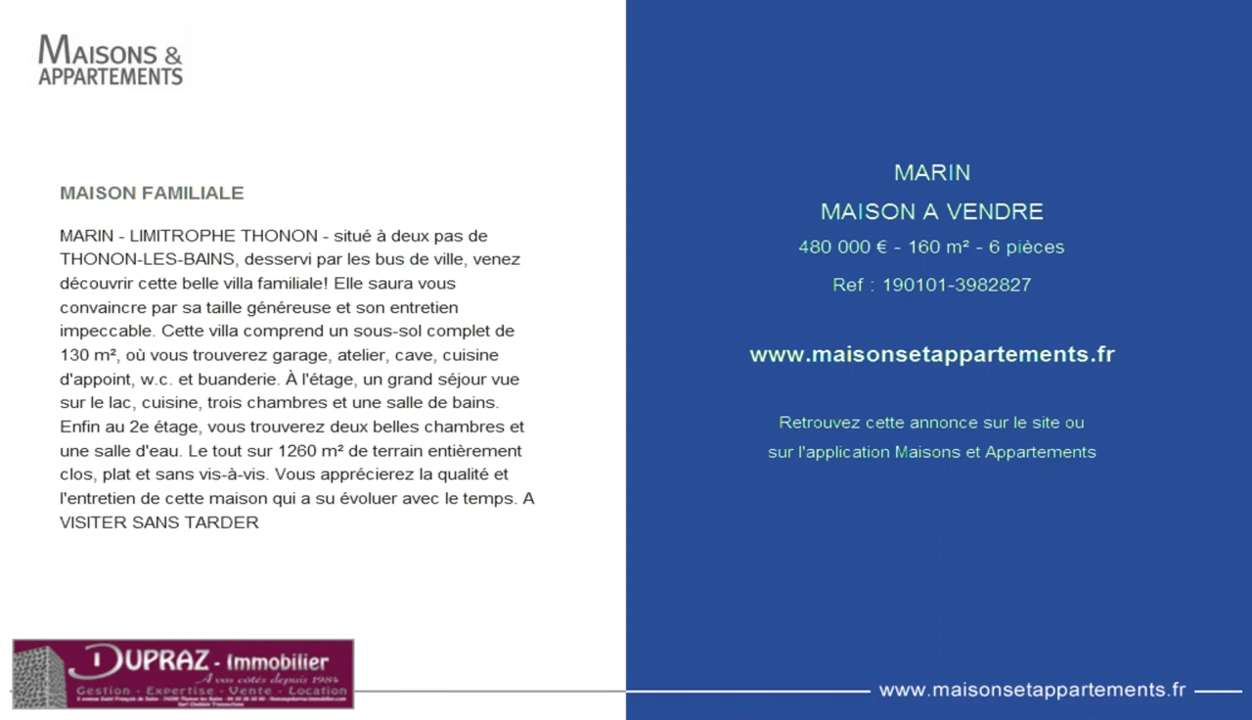 MAISONS &
APPARTEMENTS
MAISON FAMILIALE
MARIN - LIMITROPHE THONON - situé à deux pas de
THONON-LES-BAINS, desservi par les bus de ville, venez
découvrir cette belle villa familiale! Elle saura vous
convaincre par sa taille généreuse et son entretien
impeccable. Cette villa comprend un sous-sol complet de
130 m², où vous trouverez garage, atelier, cave, cuisine
d'appoint, w.c. et buanderie. À l'étage, un grand séjour vue
sur le lac, cuisine, trois chambres et une salle de bains.
Enfin au 2e étage, vous trouverez deux belles chambres et
une salle d'eau. Le tout sur 1260 m² de terrain entièrement
clos, plat et sans vis-à-vis. Vous apprécierez la qualité et
l'entretien de cette maison qui a su évoluer avec le temps. A
VISITER SANS TARDER
DUPRAZ - Immobilier
A vos côtés depuis 1984
Gestion - Expertise - Vente - Location
MARIN
MAISON A VENDRE
480 000 € - 160 m² - 6 pièces
Ref : 190101-3982827
www.maisonsetappartements.fr
Retrouvez cette annonce sur le site ou
sur l'application Maisons et Appartements
www.maisonsetappartements.fr